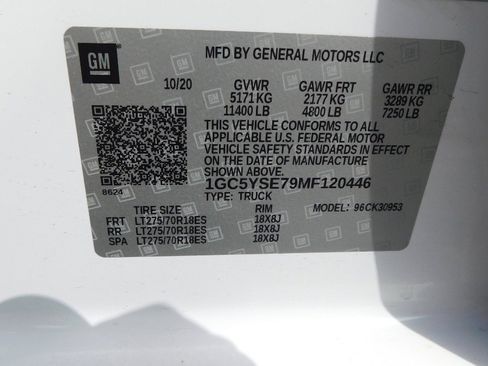 GM
MFD BY GENERAL MOTORS LLC
10/20 GVWR GAWR FRT GAWR RR
5171 KG 2177 KG 3289 KG
11400 LB 4800 LB 7250 LB
THIS VEHICLE CONFORMS TO ALL
APPLICABLE U.S. FEDERAL MOTOR
VEHICLE SAFETY STANDARDS IN EFFECT
ON THE DATE OF MANUFACTURE
SHOWN ABOVE.
8624
1GC5YSE79MF120446
TYPE: TRUCK
TIRE SIZE RIM MODEL: 96CK30953
FRT LT275/70R18ES 18X8J
RR LT275/70R18ES 18X8J
SPA LT275/70R18ES 18X8J